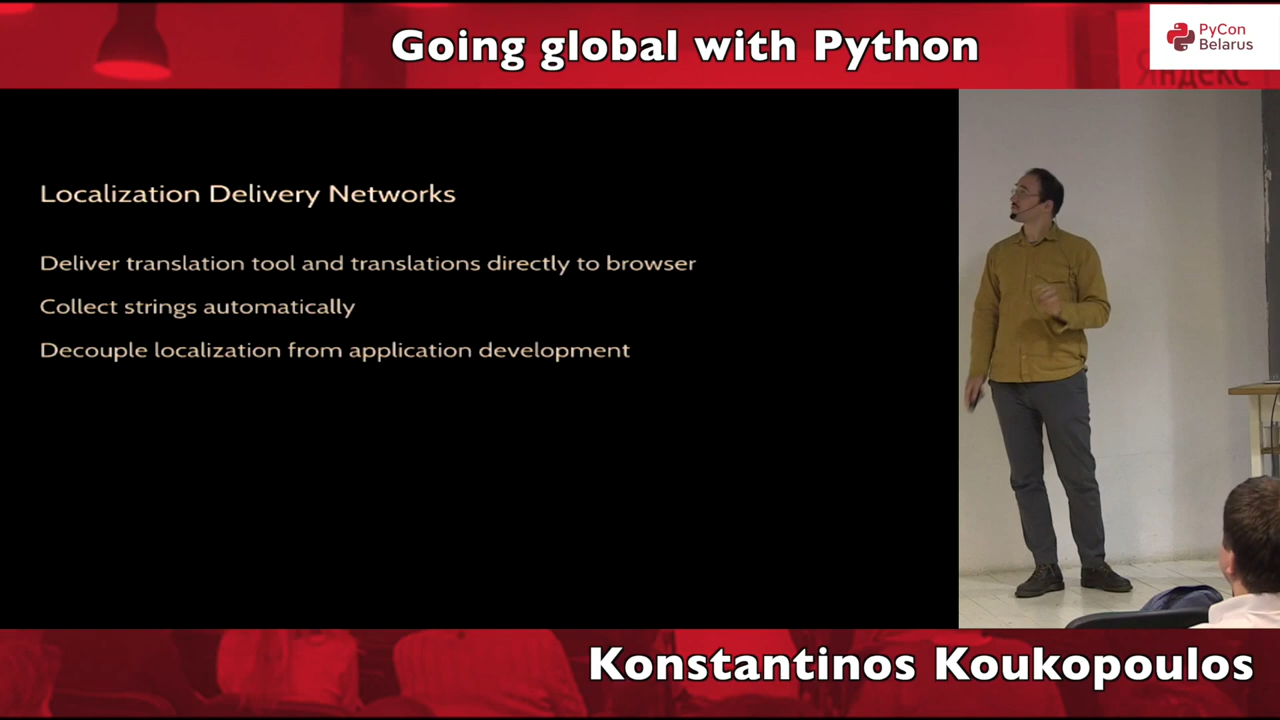 Going global with Python
PyCon
Belarus
Яндекс
Localization Delivery Networks
Deliver translation tool and translations directly to browser
Collect strings automatically
Decouple localization from application development
Konstantinos Koukopoulos